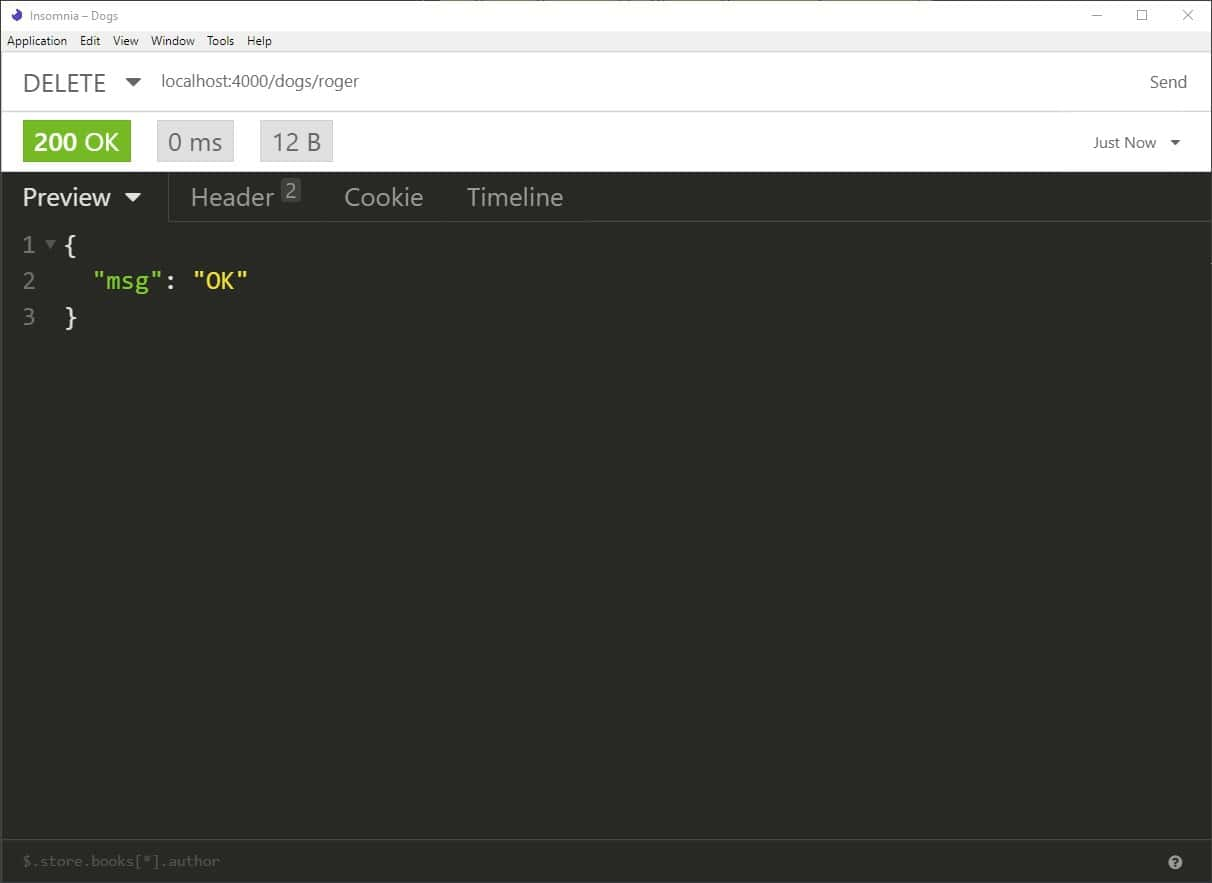 Insomnia – Dogs
Application Edit View Window Tools Help
DELETE localhost:4000/dogs/roger Send
200 OK 0 ms 12 B Just Now
Preview Header 2 Cookie Timeline
1 {
2 "msg": "OK"
3 }
$.store.books[*].author